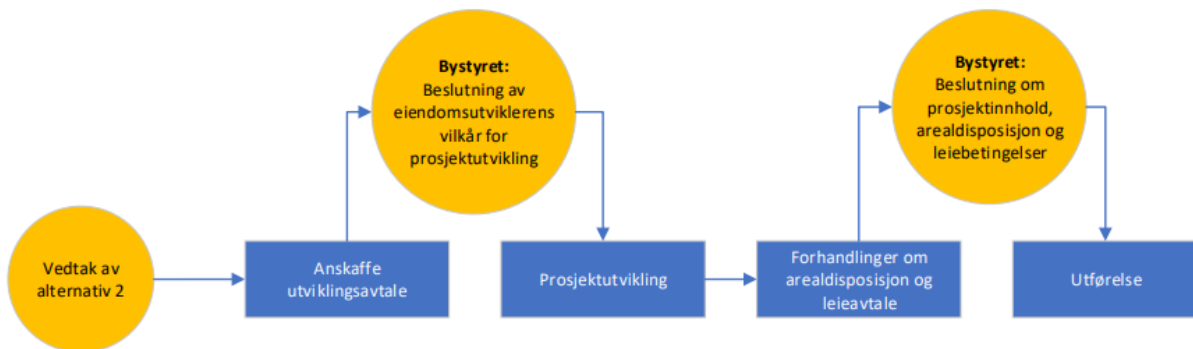 Vedtak av
alternativ 2
Anskaffe
utviklingsavtale
Bystyret:
Beslutning av
eiendomsutviklerens
vilkår for
prosjektutvikling
Prosjektutvikling
Forhandlinger om
arealdisposisjon og
leieavtale
Bystyret:
Beslutning om
prosjektinnhold,
arealdisposisjon og
leiebetingelser
Utførelse